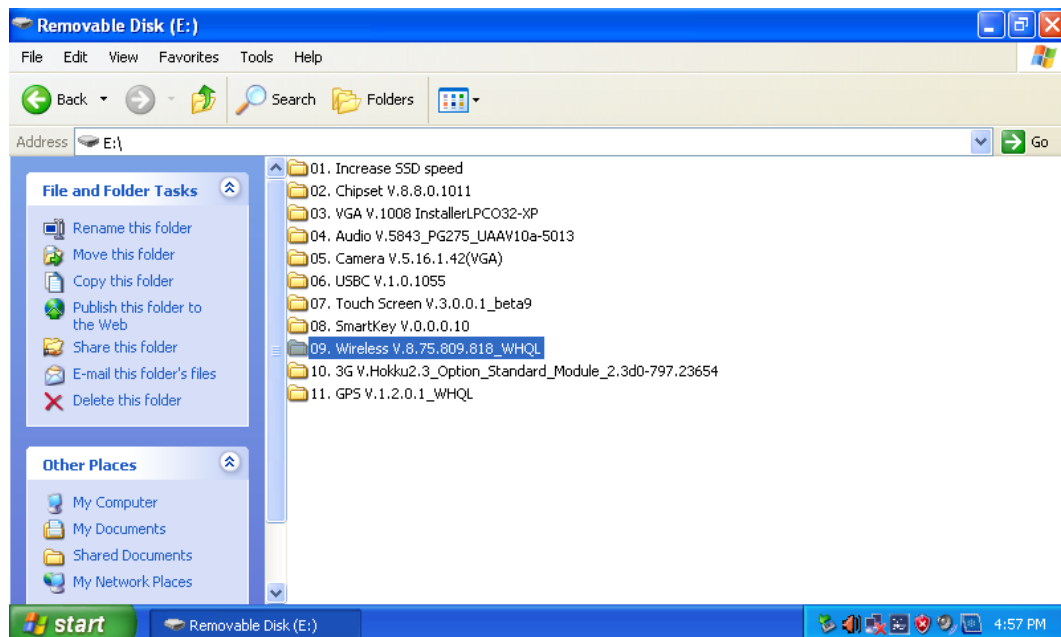 Removable Disk (E:)
File Edit View Favorites Tools Help
Back Search Folders
Address E:\ Go
File and Folder Tasks
Rename this folder
Move this folder
Copy this folder
Publish this folder to
the Web
Share this folder
E-mail this folder's files
Delete this folder
Other Places
My Computer
My Documents
Shared Documents
My Network Places
01. Increase SSD speed
02. Chipset V.8.8.0.1011
03. VGA V.1008 InstallerLPCO32-XP
04. Audio V.5843_PG275_UAAV10a-5013
05. Camera V.5.16.1.42(VGA)
06. USBC V.1.0.1055
07. Touch Screen V.3.0.0.1_beta9
08. SmartKey V.0.0.0.10
09. Wireless V.8.75.809.818_WHQL
10. 3G V.Hokku2.3_Option_Standard_Module_2.3d0-797.23654
11. GPS V.1.2.0.1_WHQL
start Removable Disk (E:) 4:57 PM